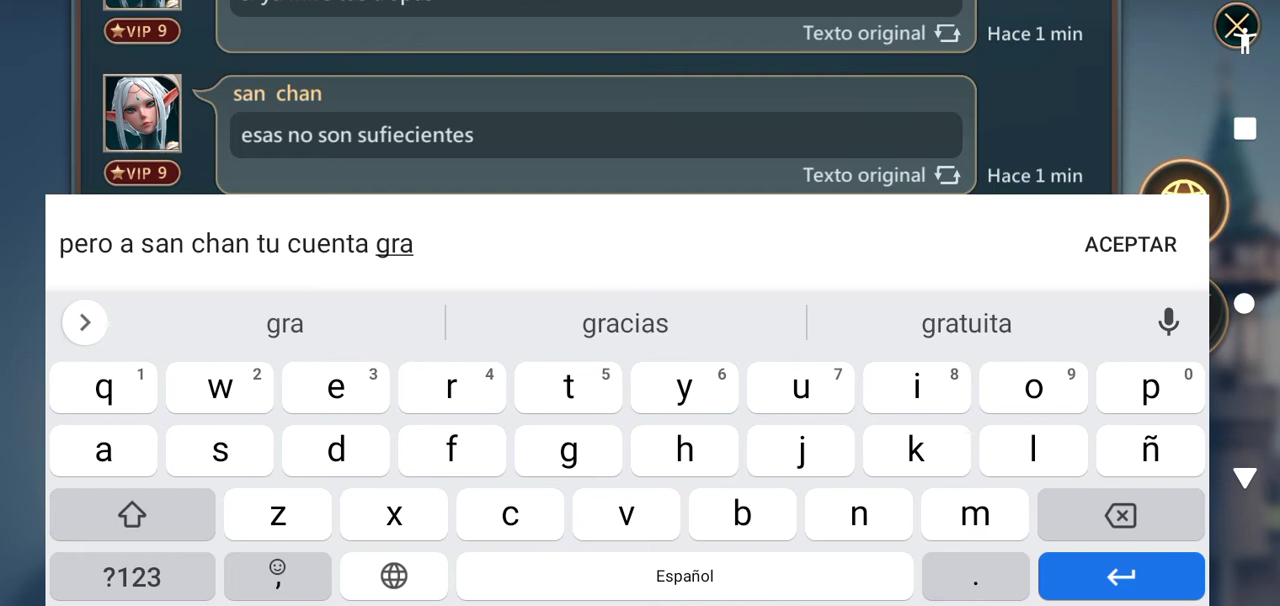 VIP 9
Texto original
Hace 1 min
san chan
esas no son sufiecientes
VIP 9
Texto original
Hace 1 min
pero a san chan tu cuenta gra
ACEPTAR
gra gracias gratuita
q 1 w 2 e 3 r 4 t 5 y 6 u 7 i 8 o 9 p 0
a s d f g h j k l ñ
z x c v b n m
?123 , Español .